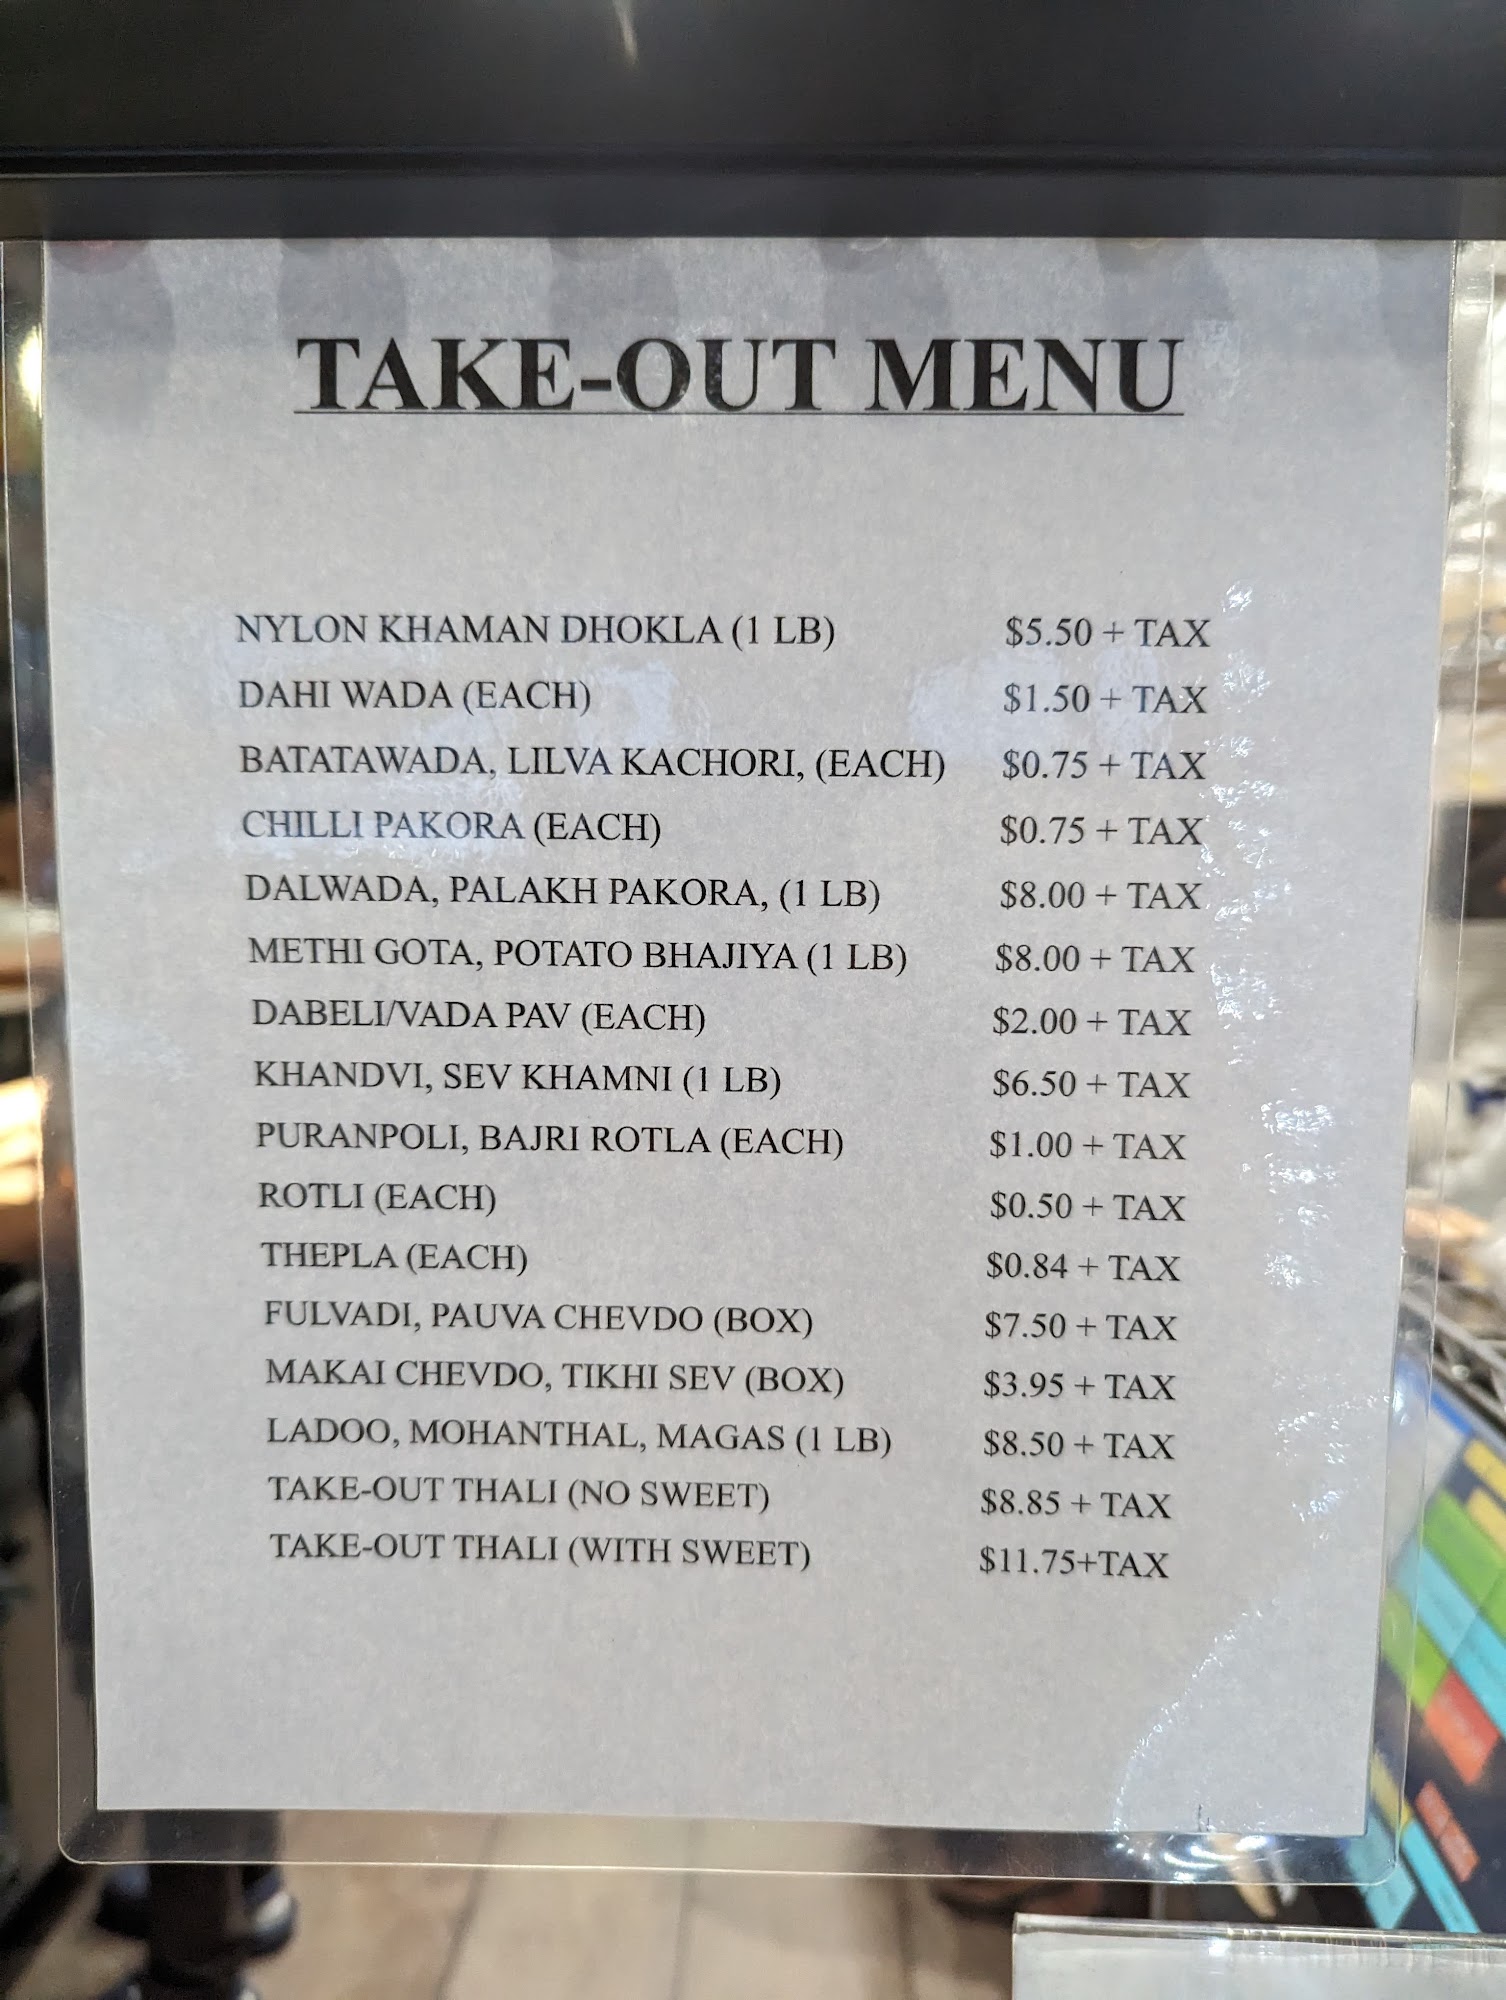 TAKE-OUT MENU
NYLON KHAMAN DHOKLA (1 LB) $5.50 + TAX
DAHI WADA (EACH) $1.50 + TAX
BATATAWADA, LILVA KACHORI, (EACH) $0.75 + TAX
CHILLI PAKORA (EACH) $0.75 + TAX
DALWADA, PALAKH PAKORA, (1 LB) $8.00 + TAX
METHI GOTA, POTATO BHAJIYA (1 LB) $8.00 + TAX
DABELI/VADA PAV (EACH) $2.00 + TAX
KHANDVI, SEV KHAMNI (1 LB) $6.50 + TAX
PURANPOLI, BAJRI ROTLA (EACH) $1.00 + TAX
ROTLI (EACH) $0.50 + TAX
THEPLA (EACH) $0.84 + TAX
FULVADI, PAUVA CHEVDO (BOX) $7.50 + TAX
MAKAI CHEVDO, TIKHI SEV (BOX) $3.95 + TAX
LADOO, MOHANTHAL, MAGAS (1 LB) $8.50 + TAX
TAKE-OUT THALI (NO SWEET) $8.85 + TAX
TAKE-OUT THALI (WITH SWEET) $11.75+TAX